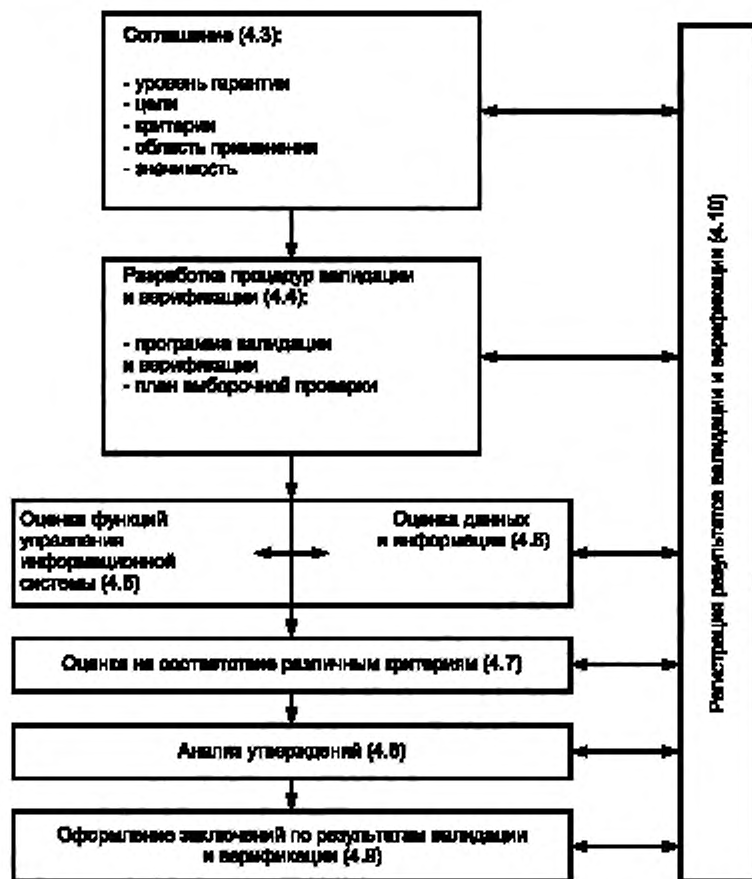 Соглашение (4.3):
- уровень гарантии
- цели
- критерии
- область применения
- значимость
Разработка процедур валидации
и верификации (4.4):
- программа валидации
и верификации
- план выборочной проверки
Оценка функций
управления
информационной
системы (4.5)
Оценка данных
и информации (4.6)
Оценка на соответствие различным критериям (4.7)
Анализ утверждений (4.8)
Оформление заключений по результатам валидации
и верификации (4.9)
Регистрация результатов валидации и верификации (4.10)